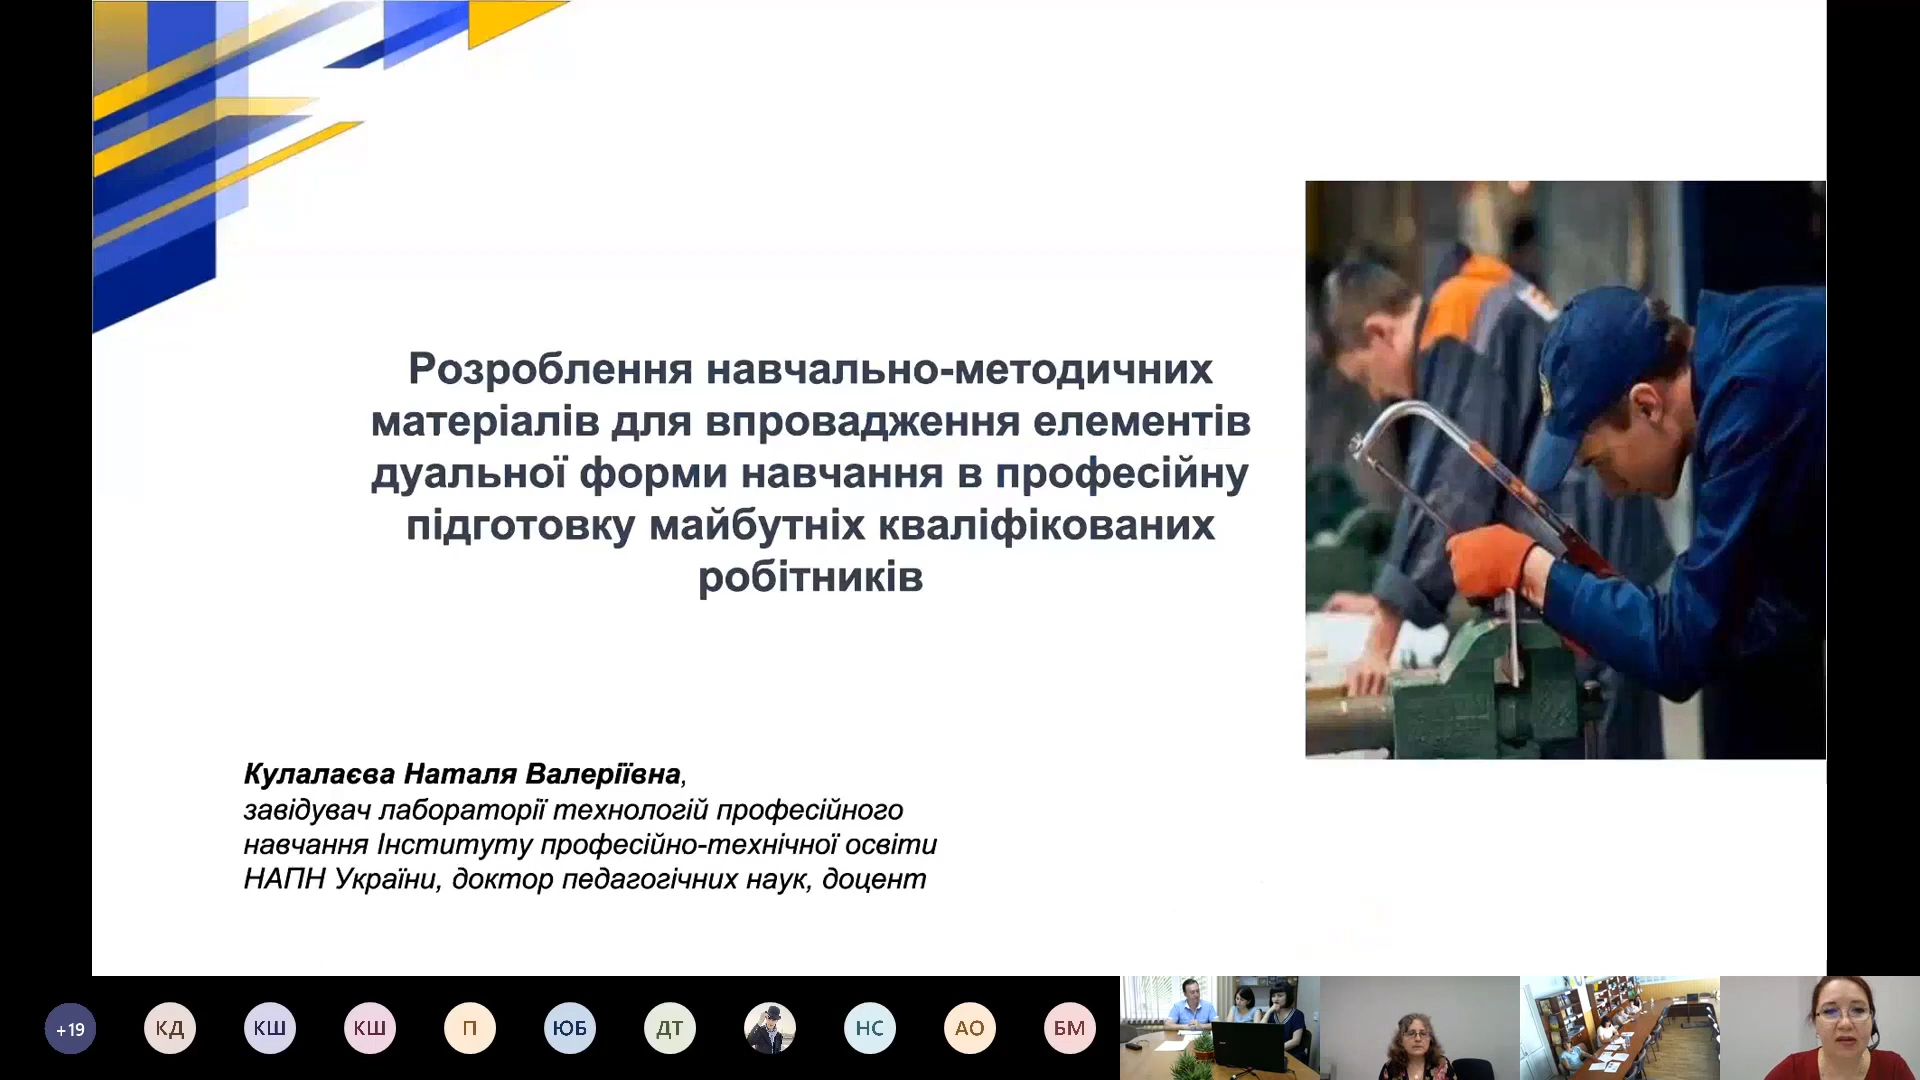 Розроблення навчально-методичних
матеріалів для впровадження елементів
дуальної форми навчання в професійну
підготовку майбутніх кваліфікованих
робітників
Кулалаєва Наталя Валеріївна,
завідувач лабораторії технологій професійного
навчання Інституту професійно-технічної освіти
НАПН України, доктор педагогічних наук, доцент
+19 КД КШ КШ П ЮБ ДТ НС АО БМ